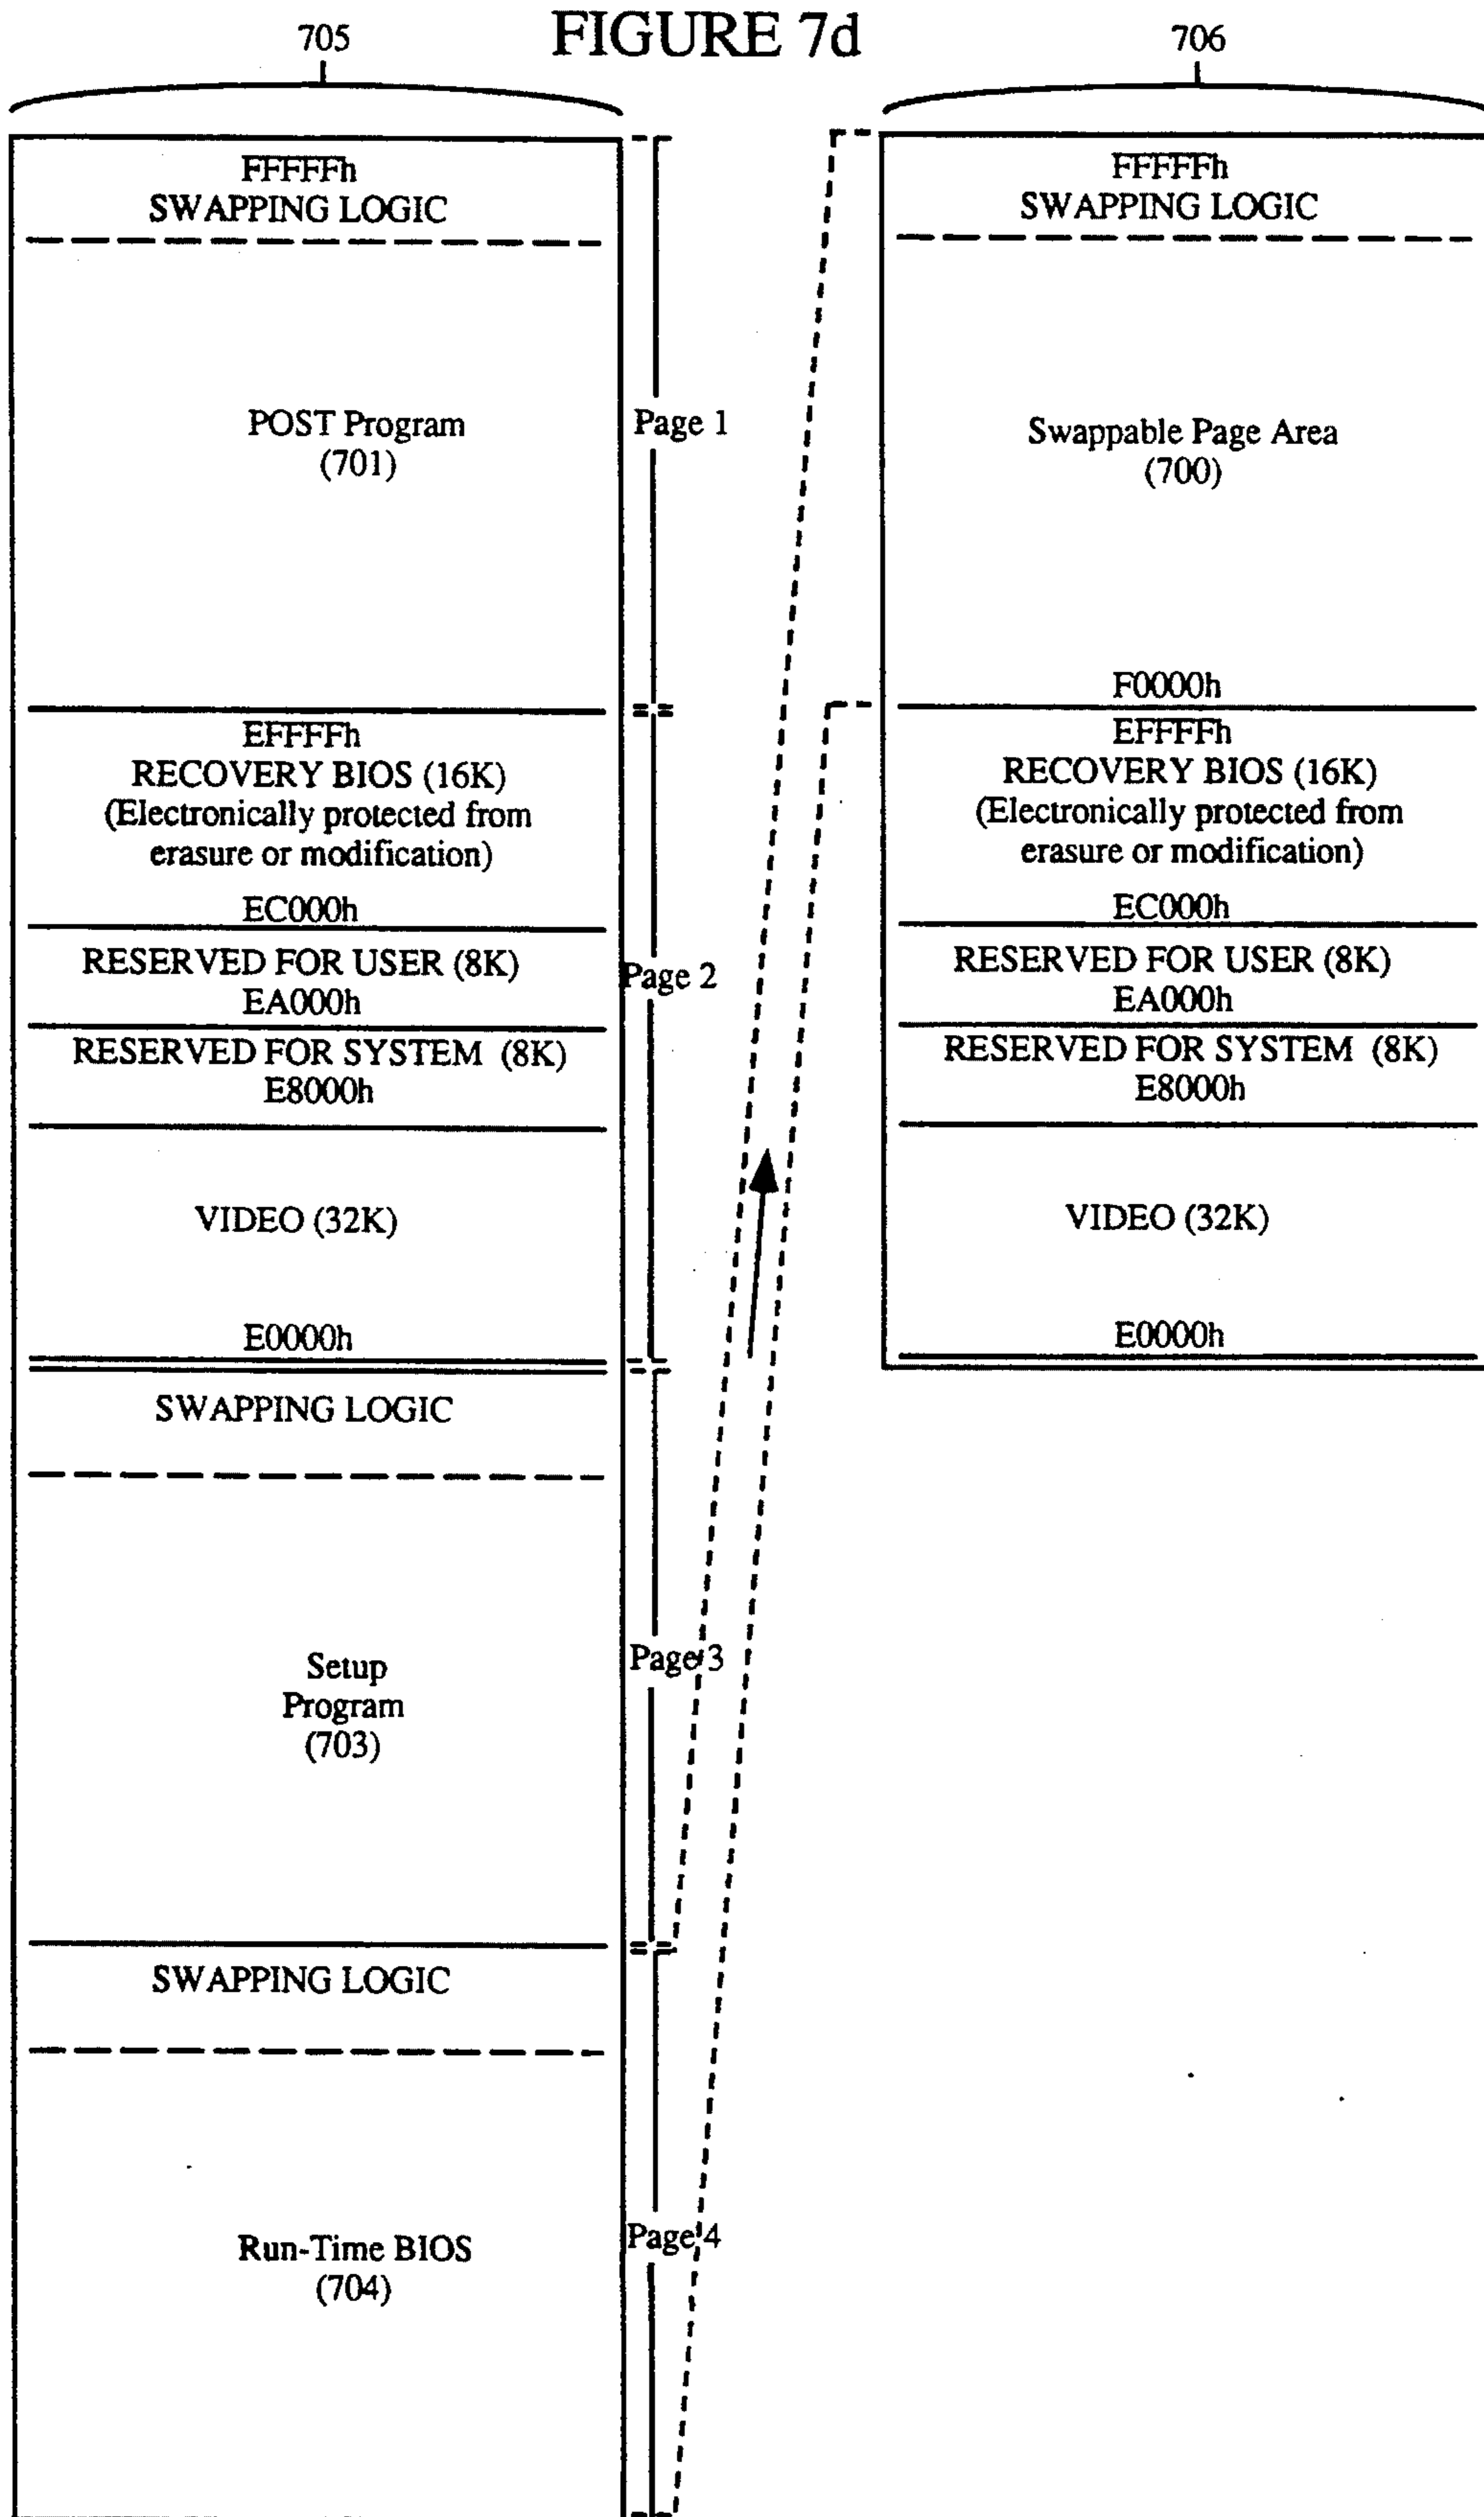 FIGURE 7d
705
FFFFFh
SWAPPING LOGIC
POST Program
(701)
EFFFFh
RECOVERY BIOS (16K)
(Electronically protected from
erasure or modification)
EC000h
RESERVED FOR USER (8K)
EA000h
RESERVED FOR SYSTEM (8K)
E8000h
VIDEO (32K)
E0000h
SWAPPING LOGIC
Setup
Program
(703)
SWAPPING LOGIC
Run-Time BIOS
(704)
Page 1
Page 2
Page 3
Page 4
706
FFFFFh
SWAPPING LOGIC
Swappable Page Area
(700)
F0000h
EFFFFh
RECOVERY BIOS (16K)
(Electronically protected from
erasure or modification)
EC000h
RESERVED FOR USER (8K)
EA000h
RESERVED FOR SYSTEM (8K)
E8000h
VIDEO (32K)
E0000h